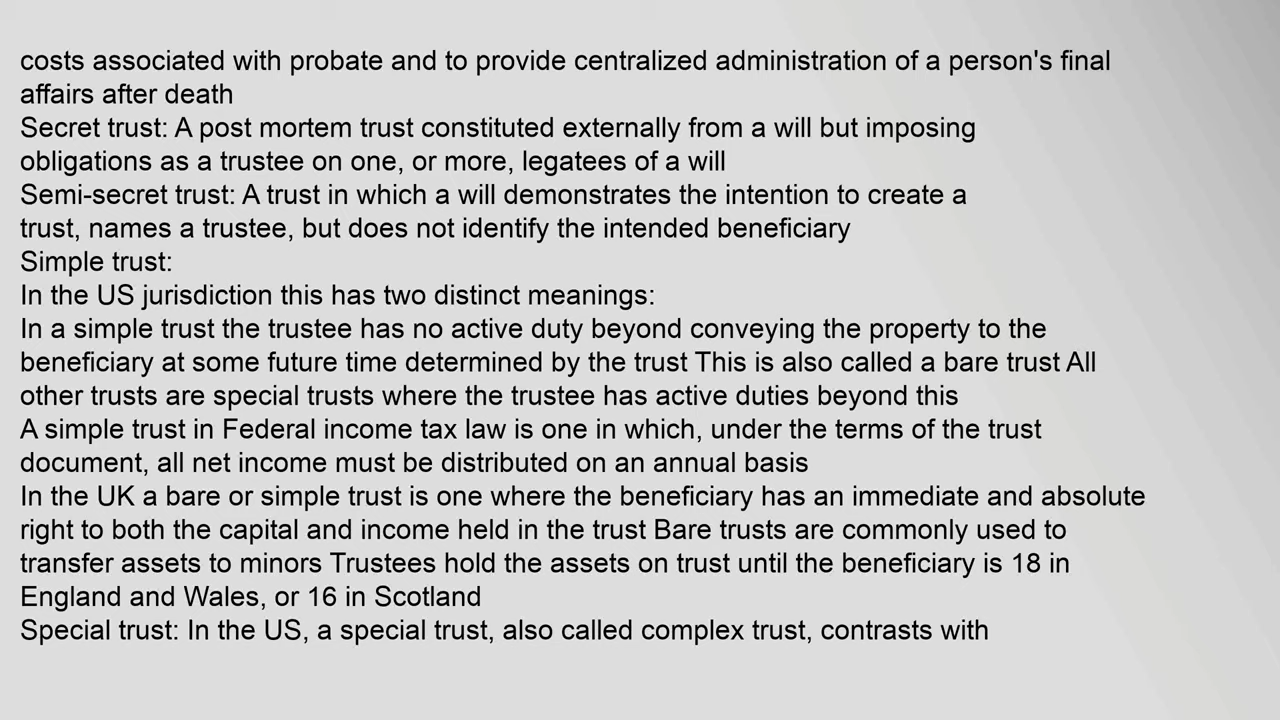 costs associated with probate and to provide centralized administration of a person's final
affairs after death
Secret trust: A post mortem trust constituted externally from a will but imposing
obligations as a trustee on one, or more, legatees of a will
Semi-secret trust: A trust in which a will demonstrates the intention to create a
trust, names a trustee, but does not identify the intended beneficiary
Simple trust:
In the US jurisdiction this has two distinct meanings:
In a simple trust the trustee has no active duty beyond conveying the property to the
beneficiary at some future time determined by the trust This is also called a bare trust All
other trusts are special trusts where the trustee has active duties beyond this
A simple trust in Federal income tax law is one in which, under the terms of the trust
document, all net income must be distributed on an annual basis
In the UK a bare or simple trust is one where the beneficiary has an immediate and absolute
right to both the capital and income held in the trust Bare trusts are commonly used to
transfer assets to minors Trustees hold the assets on trust until the beneficiary is 18 in
England and Wales, or 16 in Scotland
Special trust: In the US, a special trust, also called complex trust, contrasts with